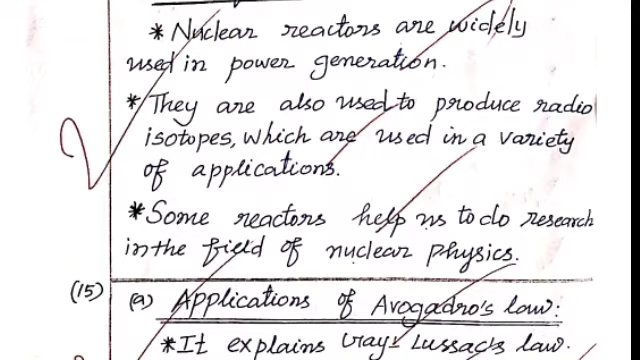 * Nuclear reactors are widely
used in power generation.
* They are also used to produce radio
isotopes, which are used in a variety
of applications.
* Some reactors help us to do research
in the field of nuclear physics.
2
(15) (a) Applications of Avogadro's law:
* It explains Gay-Lussac's law.